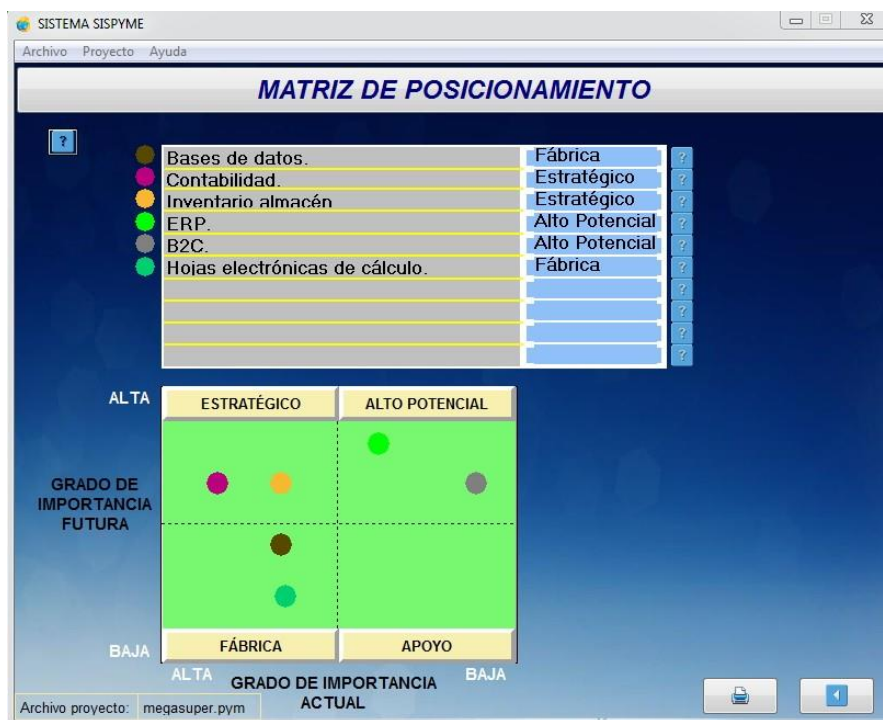 SISTEMA SISPYME
Archivo Proyecto Ayuda
MATRIZ DE POSICIONAMIENTO
?
Bases de datos. Fábrica ?
Contabilidad. Estratégico ?
Inventario almacén Estratégico ?
ERP. Alto Potencial ?
B2C. Alto Potencial ?
Hojas electrónicas de cálculo. Fábrica ?
?
?
?
?
ALTA
ESTRATÉGICO ALTO POTENCIAL
GRADO DE
IMPORTANCIA
FUTURA
BAJA
FÁBRICA APOYO
ALTA BAJA
GRADO DE IMPORTANCIA
ACTUAL
Archivo proyecto: megasuper.pym